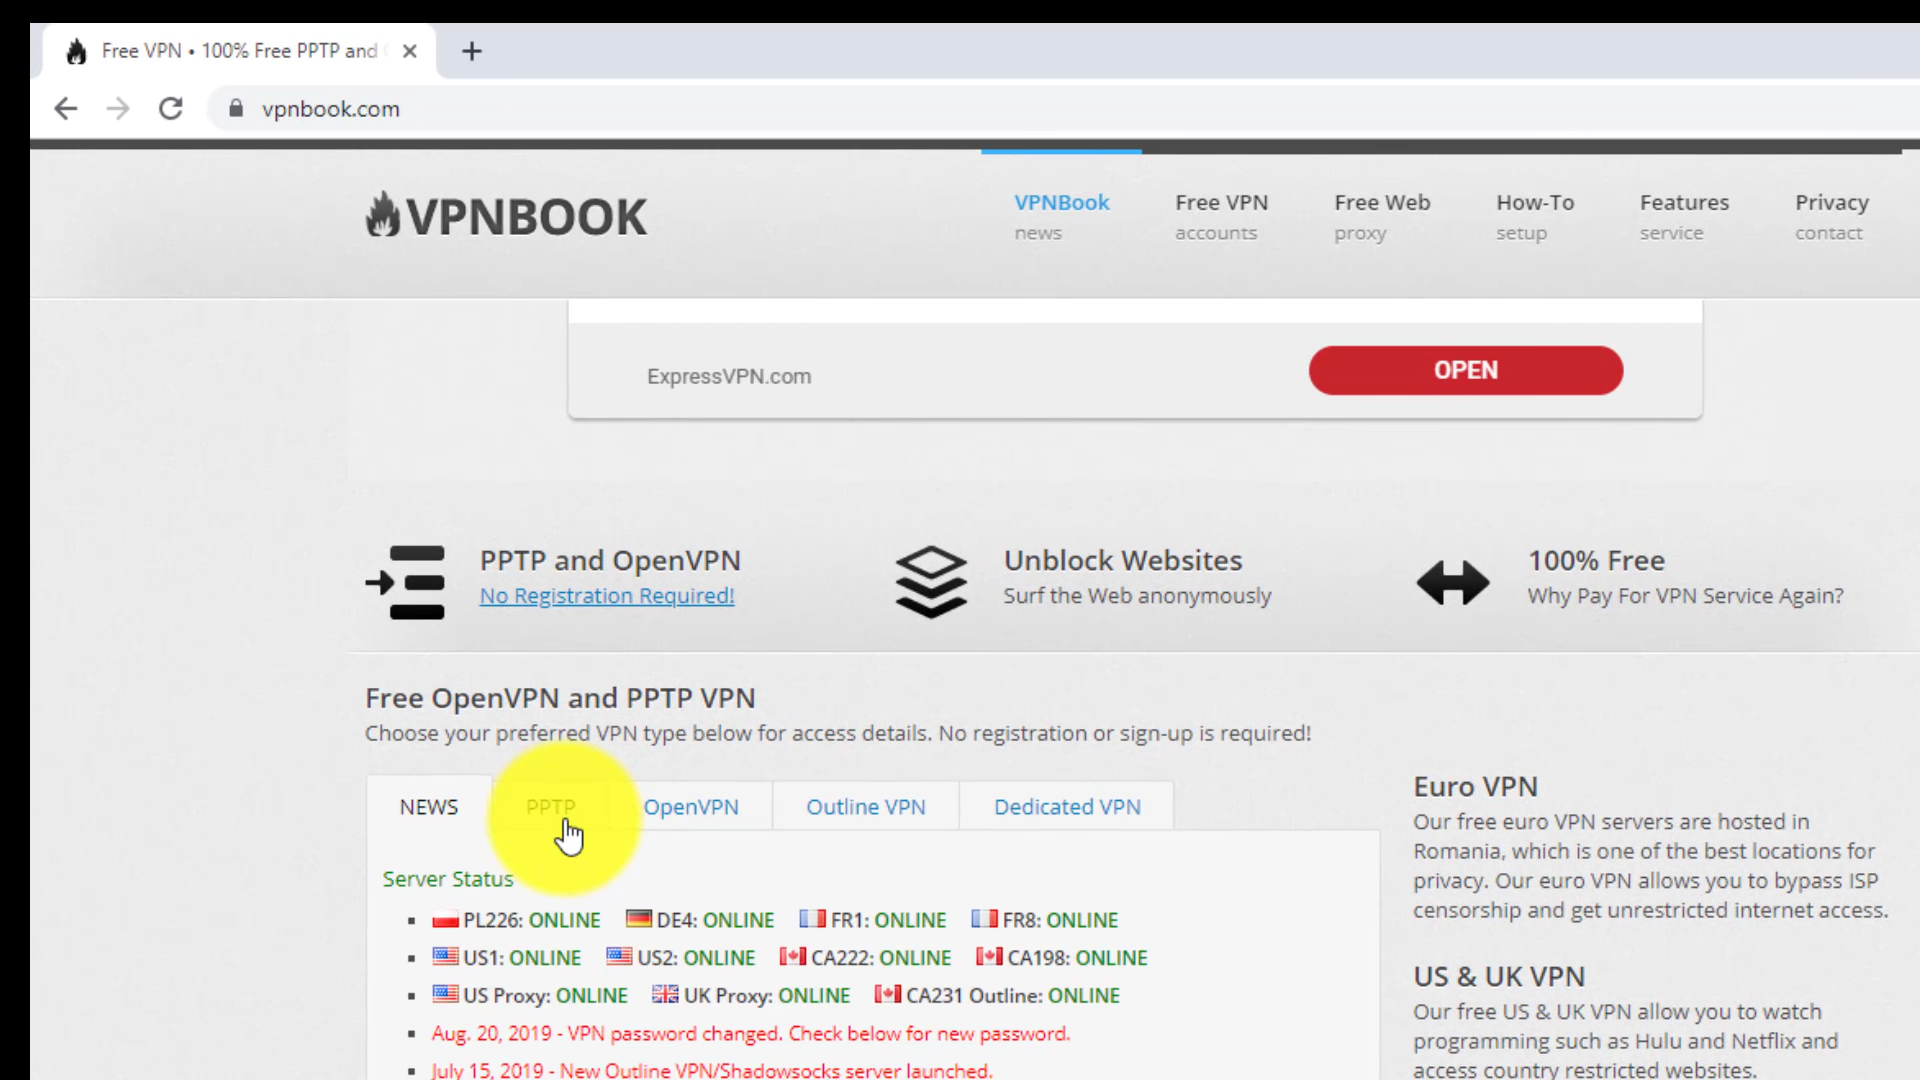 Free VPN • 100% Free PPTP and
vpnbook.com
VPNBOOK
VPNBook
news
Free VPN
accounts
Free Web
proxy
How-To
setup
Features
service
Privacy
contact
ExpressVPN.com
OPEN
PPTP and OpenVPN
No Registration Required!
Unblock Websites
Surf the Web anonymously
100% Free
Why Pay For VPN Service Again?
Free OpenVPN and PPTP VPN
Choose your preferred VPN type below for access details. No registration or sign-up is required!
NEWS PPTP OpenVPN Outline VPN Dedicated VPN
Server Status
PL226: ONLINE DE4: ONLINE FR1: ONLINE FR8: ONLINE
US1: ONLINE US2: ONLINE CA222: ONLINE CA198: ONLINE
US Proxy: ONLINE UK Proxy: ONLINE CA231 Outline: ONLINE
Aug. 20, 2019 - VPN password changed. Check below for new password.
July 15, 2019 - New Outline VPN/Shadowsocks server launched.
Euro VPN
Our free euro VPN servers are hosted in
Romania, which is one of the best locations for
privacy. Our euro VPN allows you to bypass ISP
censorship and get unrestricted internet access.
US & UK VPN
Our free US & UK VPN allow you to watch
programming such as Hulu and Netflix and
access country restricted websites.